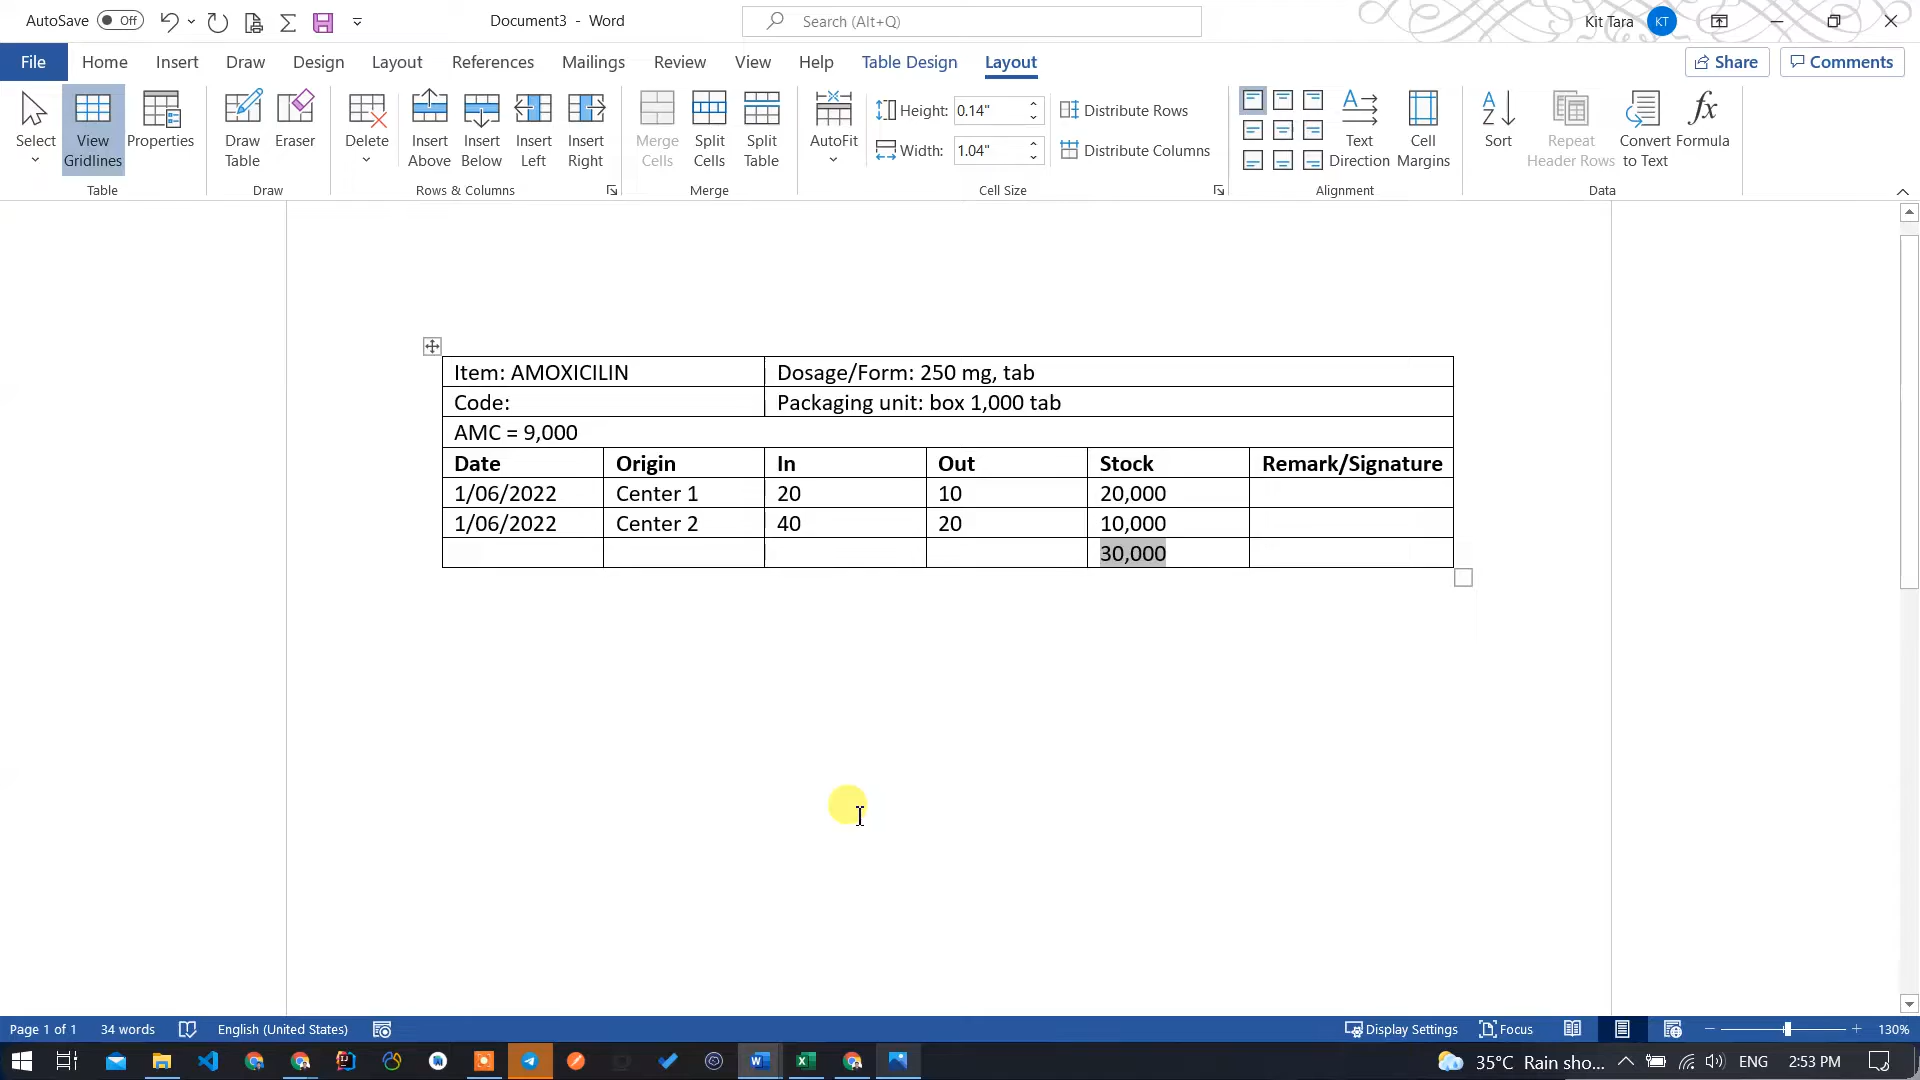 AutoSave Off Document3 - Word Search (Alt+Q) Kit Tara KT
File Home Insert Draw Design Layout References Mailings Review View Help Table Design Layout Share Comments
Select View Gridlines Properties Draw Table Eraser Delete Insert Above Insert Below Insert Left Insert Right Merge Cells Split Cells Split Table AutoFit Height: 0.14" Width: 1.04" Distribute Rows Distribute Columns Text Direction Cell Margins Sort Repeat Header Rows Convert to Text Formula
Table Draw Rows & Columns Merge Cell Size Alignment Data
Item: AMOXICILIN Dosage/Form: 250 mg, tab
Code: Packaging unit: box 1,000 tab
AMC = 9,000
Date Origin In Out Stock Remark/Signature
1/06/2022 Center 1 20 10 20,000
1/06/2022 Center 2 40 20 10,000
30,000
Page 1 of 1 34 words English (United States) Display Settings Focus 130%
35°C Rain sho... ENG 2:53 PM